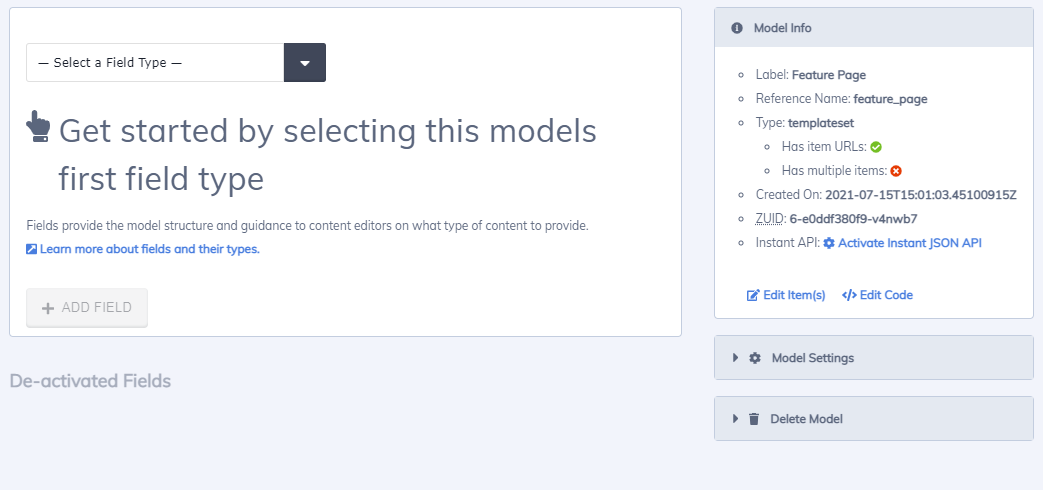 — Select a Field Type —
Get started by selecting this models
first field type
Fields provide the model structure and guidance to content editors on what type of content to provide.
Learn more about fields and their types.
ADD FIELD
De-activated Fields
Model Info
Label: Feature Page
Reference Name: feature_page
Type: templateset
Has item URLs:
Has multiple items:
Created On: 2021-07-15T15:01:03.45100915Z
ZUID: 6-e0ddf380f9-v4nwb7
Instant API: Activate Instant JSON API
Edit Item(s) Edit Code
Model Settings
Delete Model